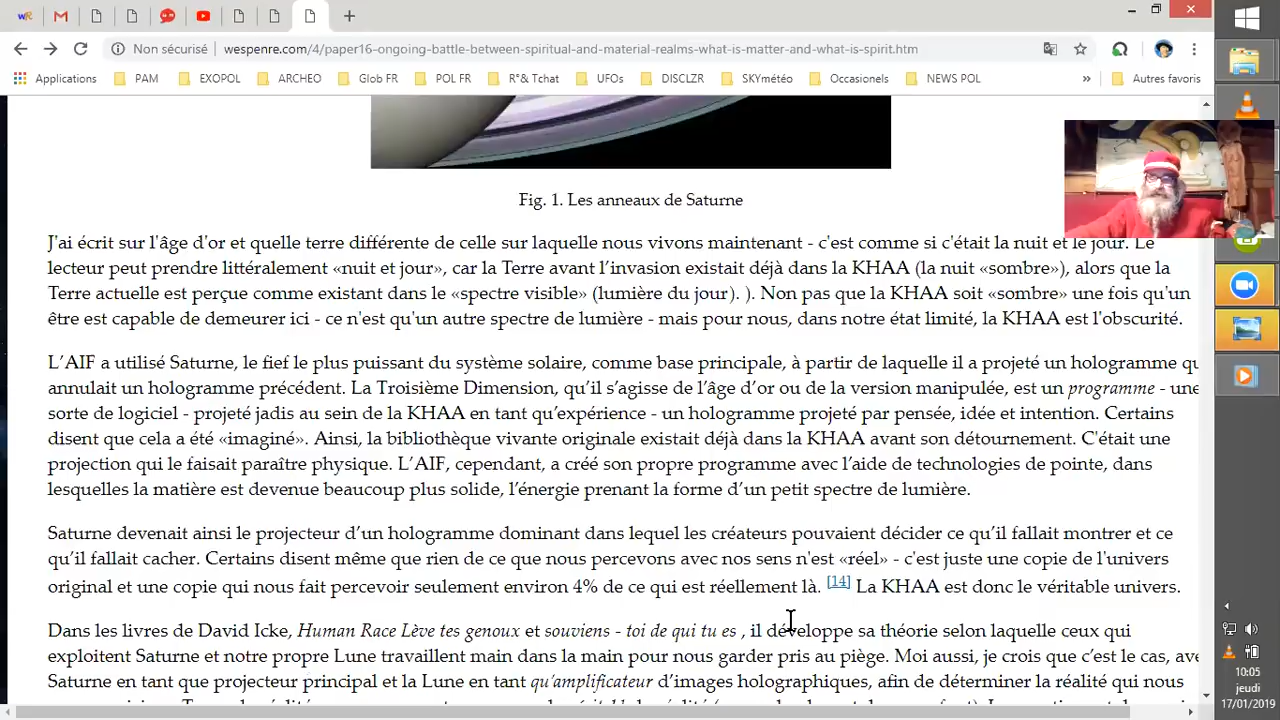 Non sécurisé wespenre.com/4/paper16-ongoing-battle-between-spiritual-and-material-realms-what-is-matter-and-what-is-spirit.htm
Applications PAM EXOPOL ARCHEO Glob FR POL FR R°& Tchat UFOs DISCLZR SKYmétéo Occasionels NEWS POL » Autres favoris
Fig. 1. Les anneaux de Saturne
J'ai écrit sur l'âge d'or et quelle terre différente de celle sur laquelle nous vivons maintenant - c'est comme si c'était la nuit et le jour. Le
lecteur peut prendre littéralement «nuit et jour», car la Terre avant l’invasion existait déjà dans la KHAA (la nuit «sombre»), alors que la
Terre actuelle est perçue comme existant dans le «spectre visible» (lumière du jour). ). Non pas que la KHAA soit «sombre» une fois qu'un
être est capable de demeurer ici - ce n'est qu'un autre spectre de lumière - mais pour nous, dans notre état limité, la KHAA est l'obscurité.
L’AIF a utilisé Saturne, le fief le plus puissant du système solaire, comme base principale, à partir de laquelle il a projeté un hologramme qu
annulait un hologramme précédent. La Troisième Dimension, qu’il s’agisse de l’âge d’or ou de la version manipulée, est un programme - une
sorte de logiciel - projeté jadis au sein de la KHAA en tant qu’expérience - un hologramme projeté par pensée, idée et intention. Certains
disent que cela a été «imaginé». Ainsi, la bibliothèque vivante originale existait déjà dans la KHAA avant son détournement. C'était une
projection qui le faisait paraître physique. L’AIF, cependant, a créé son propre programme avec l’aide de technologies de pointe, dans
lesquelles la matière est devenue beaucoup plus solide, l’énergie prenant la forme d’un petit spectre de lumière.
Saturne devenait ainsi le projecteur d’un hologramme dominant dans lequel les créateurs pouvaient décider ce qu’il fallait montrer et ce
qu’il fallait cacher. Certains disent même que rien de ce que nous percevons avec nos sens n'est «réel» - c'est juste une copie de l'univers
original et une copie qui nous fait percevoir seulement environ 4% de ce qui est réellement là. [14] La KHAA est donc le véritable univers.
Dans les livres de David Icke, Human Race Lève tes genoux et souviens - toi de qui tu es , il développe sa théorie selon laquelle ceux qui
exploitent Saturne et notre propre Lune travaillent main dans la main pour nous garder pris au piège. Moi aussi, je crois que c’est le cas, ave
Saturne en tant que projecteur principal et la Lune en tant qu'amplificateur d’images holographiques, afin de déterminer la réalité qui nous
10:05
jeudi
17/01/2019